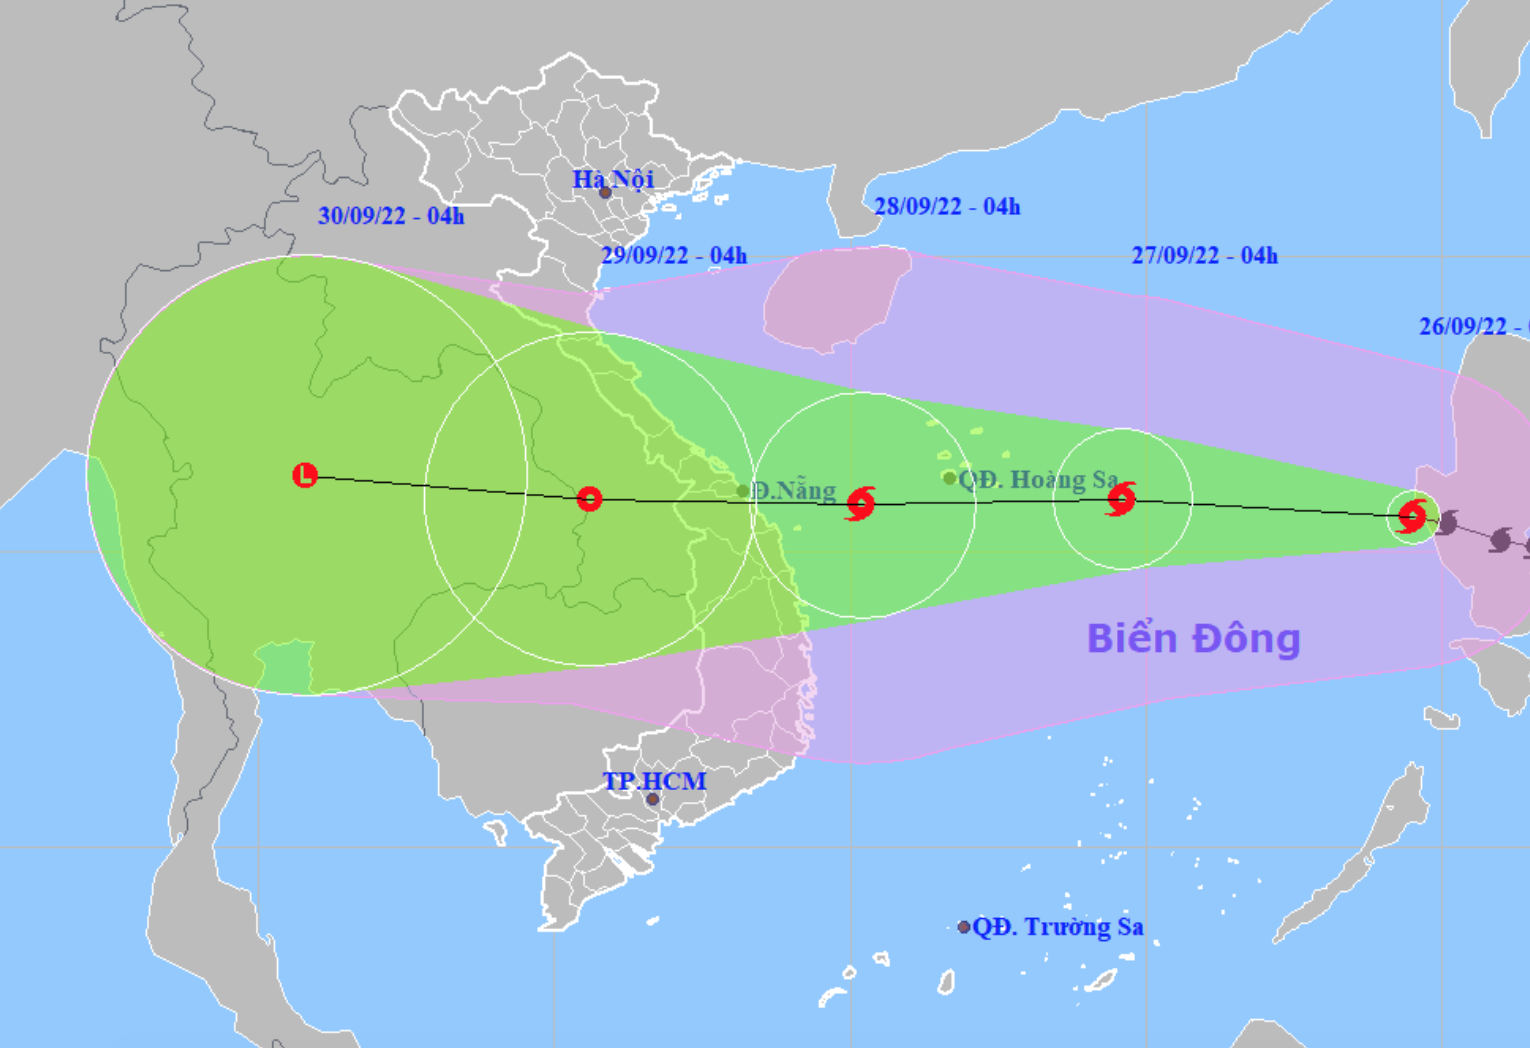 Hà Nội
28/09/22 - 04h
30/09/22 - 04h
29/09/22 - 04h
27/09/22 - 04h
26/09/22 -
L
QĐ. Hoàng Sa
Đ.Nẵng
Biển Đông
TP.HCM
QĐ. Trường Sa